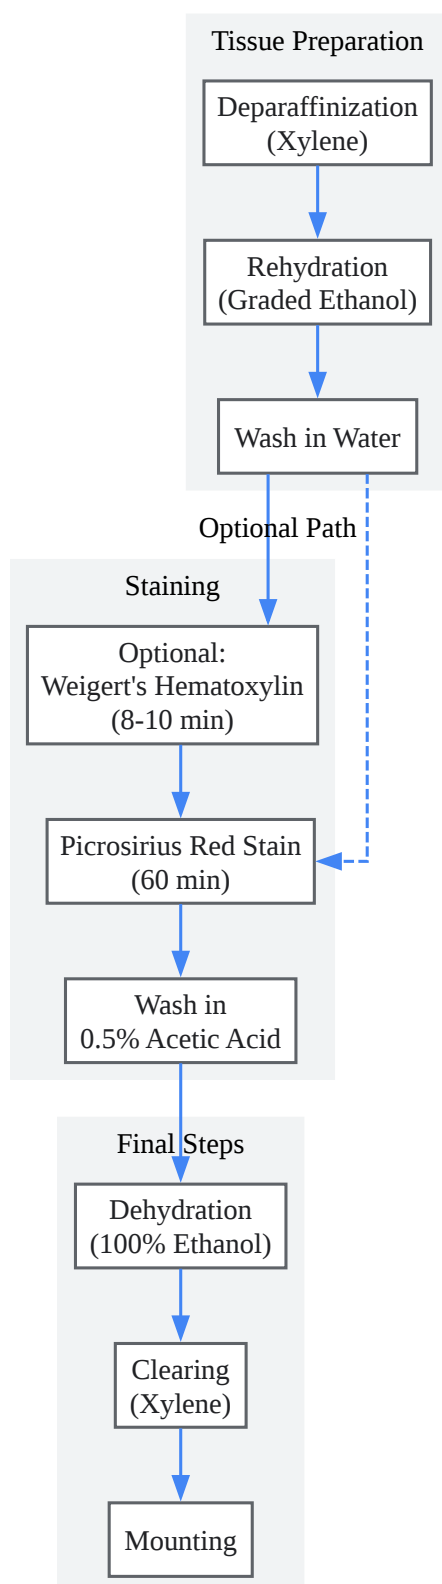 Tissue Preparation
Deparaffinization
(Xylene)
Rehydration
(Graded Ethanol)
Wash in Water
Optional Path
Staining
Optional:
Weigert's Hematoxylin
(8-10 min)
Picrosirius Red Stain
(60 min)
Wash in
0.5% Acetic Acid
Final Steps
Dehydration
(100% Ethanol)
Clearing
(Xylene)
Mounting